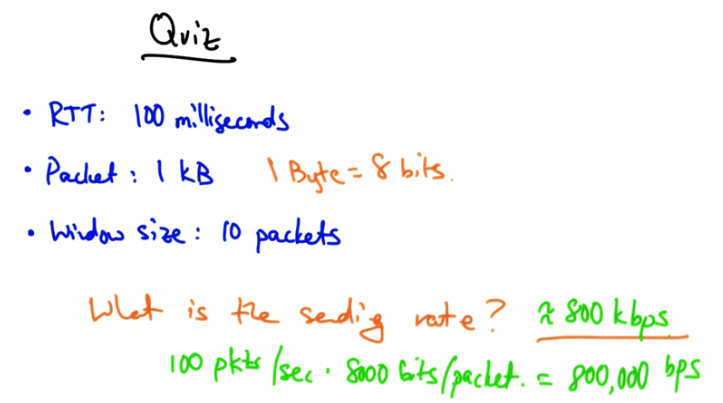 Quiz
• RTT: 100 milliseconds
• Packet: 1 kB 1 Byte = 8 bits.
• Window size: 10 packets
What is the sending rate? ≈ 800 kbps
100 pkts/sec · 8000 bits/packet. = 800,000 bps